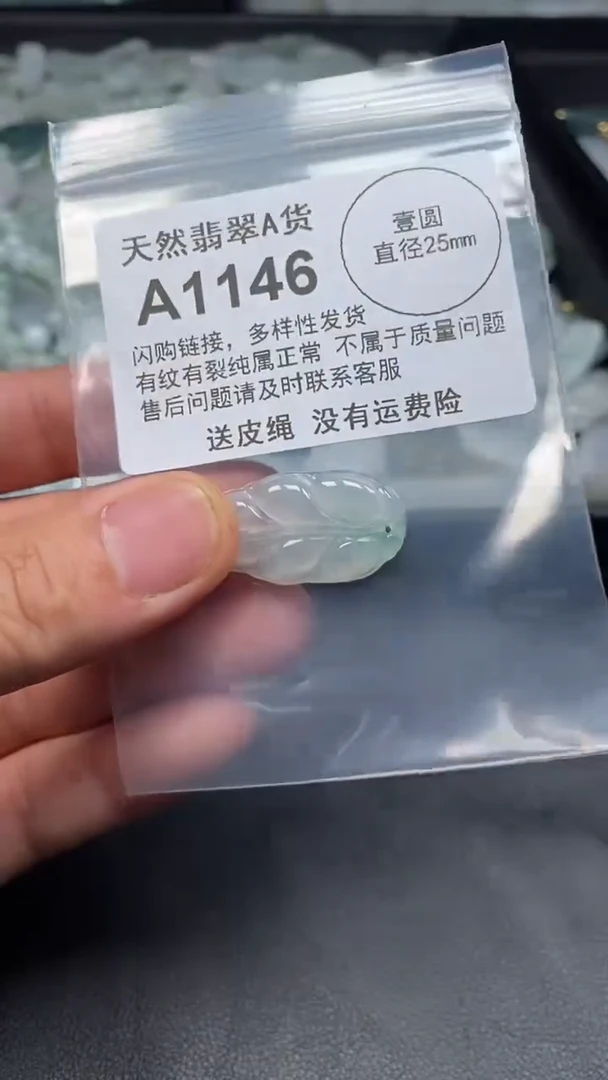 天然翡翠A货
A1146
壹圆
直径25mm
闪购链接，多样性发货
有纹有裂纯属正常 不属于质量问题
售后问题请及时联系客服
送皮绳 没有运费险